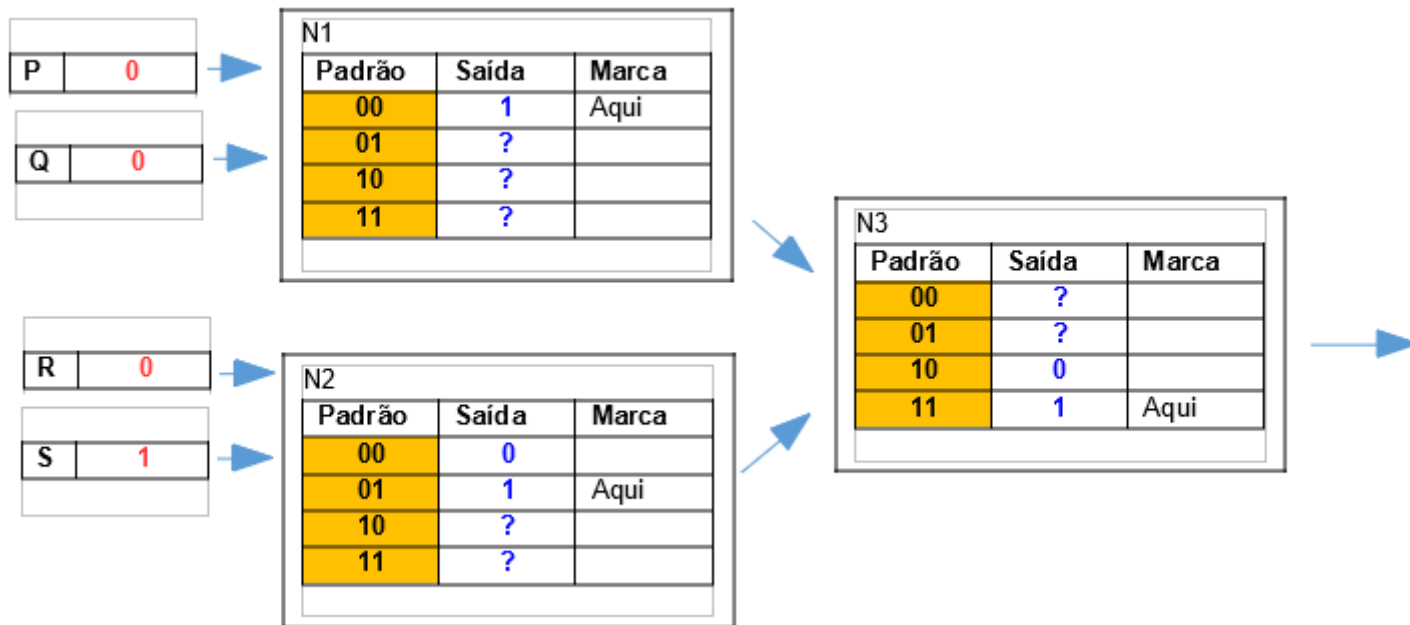 P 0
Q 0
N1
Padrão Saída Marca
00 1 Aqui
01 ?
10 ?
11 ?
R 0
S 1
N2
Padrão Saída Marca
00 0
01 1 Aqui
10 ?
11 ?
N3
Padrão Saída Marca
00 ?
01 ?
10 0
11 1 Aqui